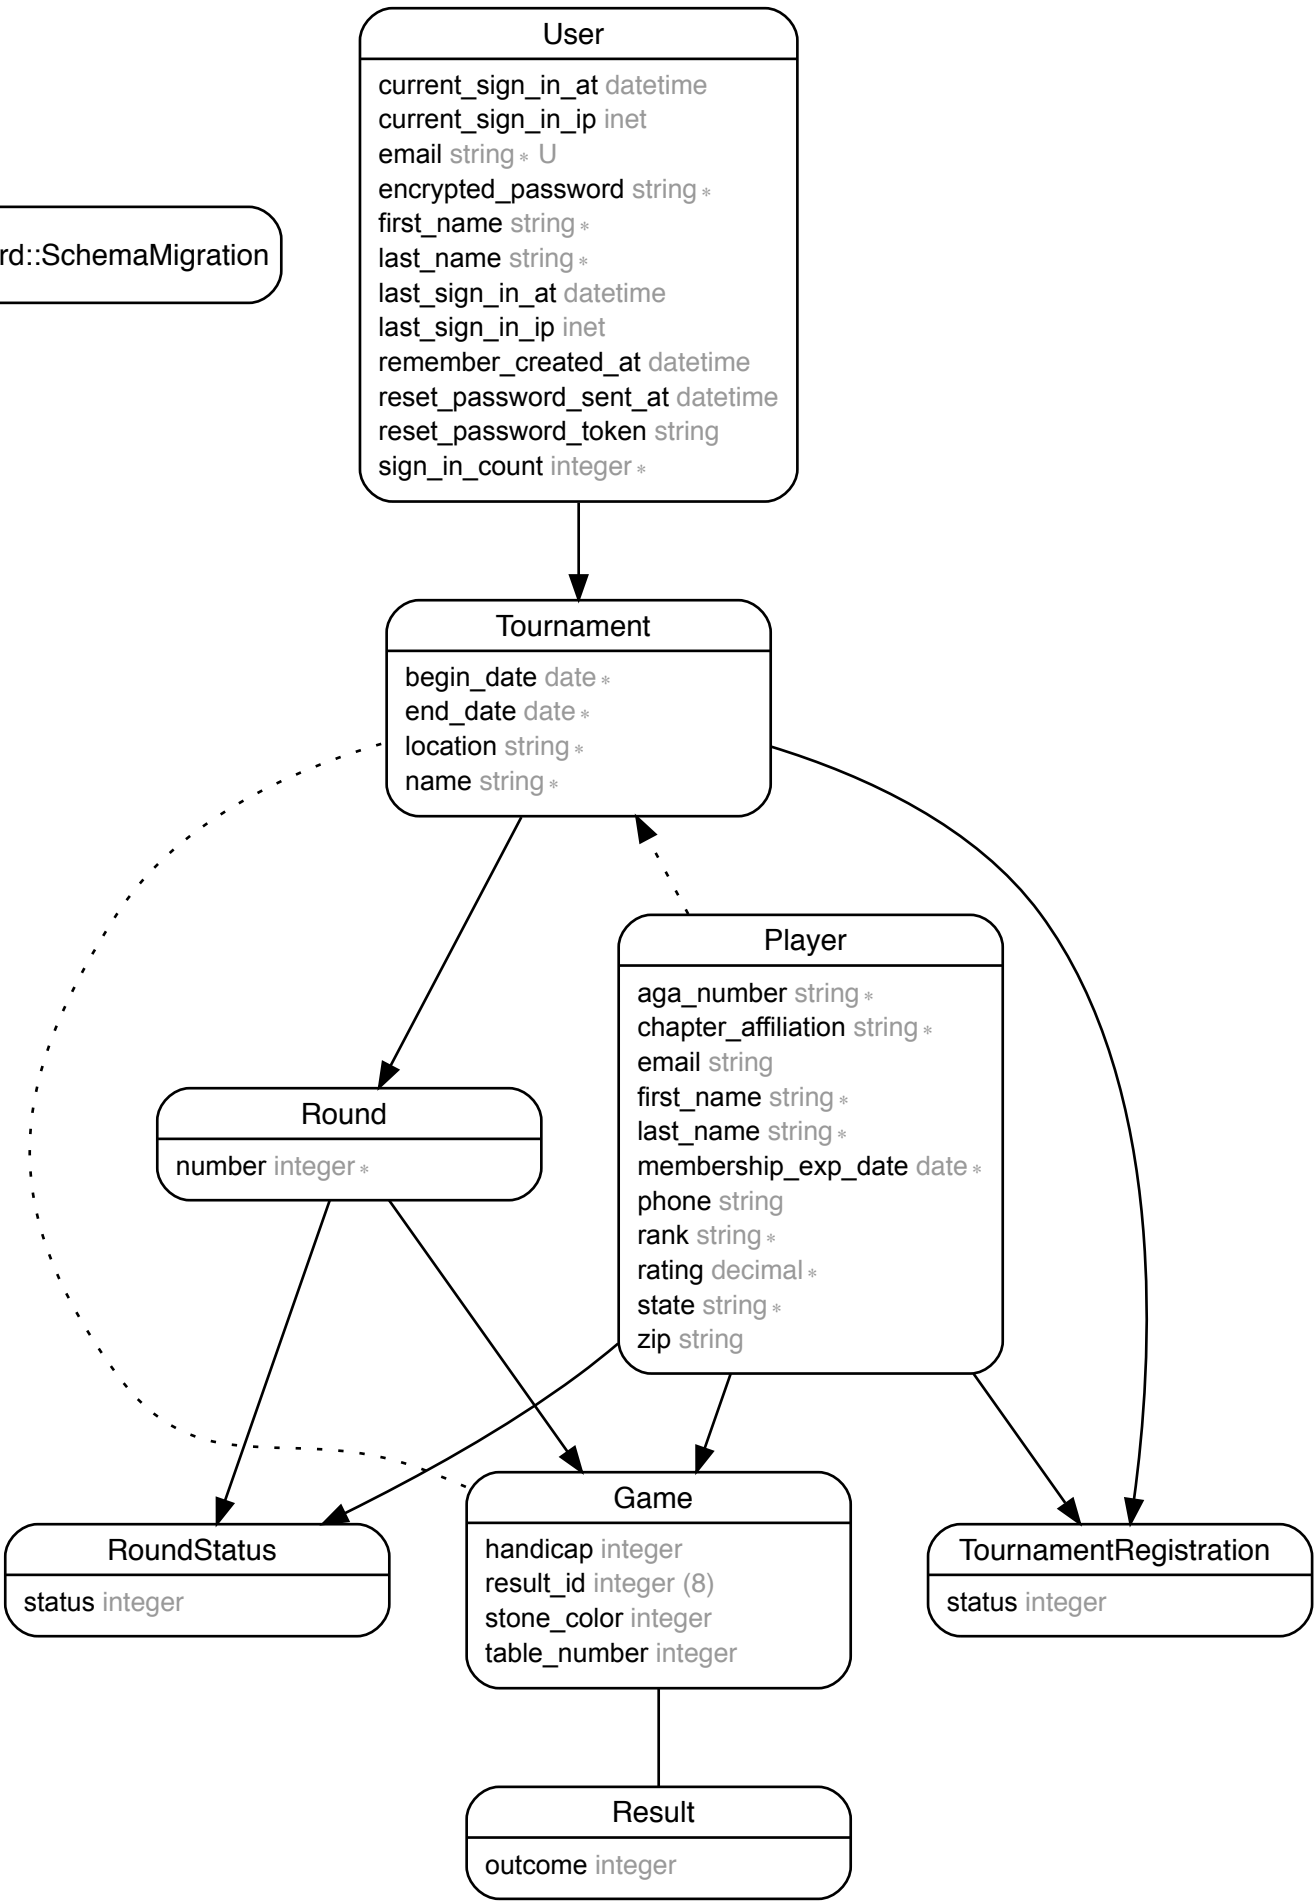 User
current_sign_in_at datetime
current_sign_in_ip inet
email string * U
encrypted_password string *
first_name string *
last_name string *
last_sign_in_at datetime
last_sign_in_ip inet
remember_created_at datetime
reset_password_sent_at datetime
reset_password_token string
sign_in_count integer *
rd::SchemaMigration
Tournament
begin_date date *
end_date date *
location string *
name string *
Player
aga_number string *
chapter_affiliation string *
email string
first_name string *
last_name string *
membership_exp_date date *
phone string
rank string *
rating decimal *
state string *
zip string
Round
number integer *
RoundStatus
status integer
Game
handicap integer
result_id integer (8)
stone_color integer
table_number integer
TournamentRegistration
status integer
Result
outcome integer